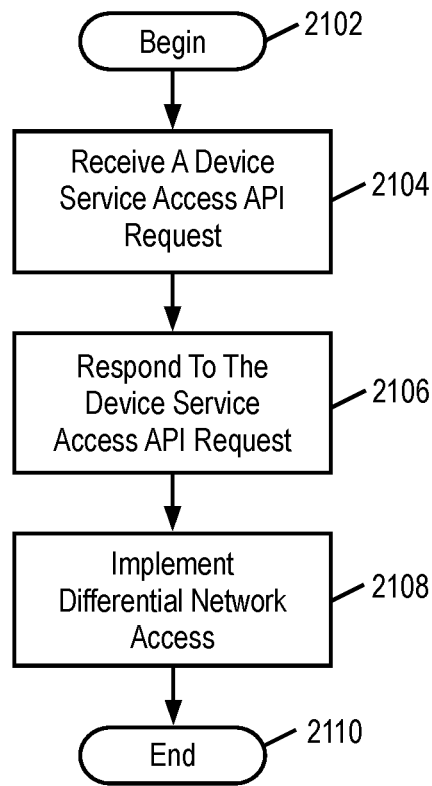 Begin
2102
Receive A Device
Service Access API
Request
2104
Respond To The
Device Service
Access API Request
2106
Implement
Differential Network
Access
2108
End
2110